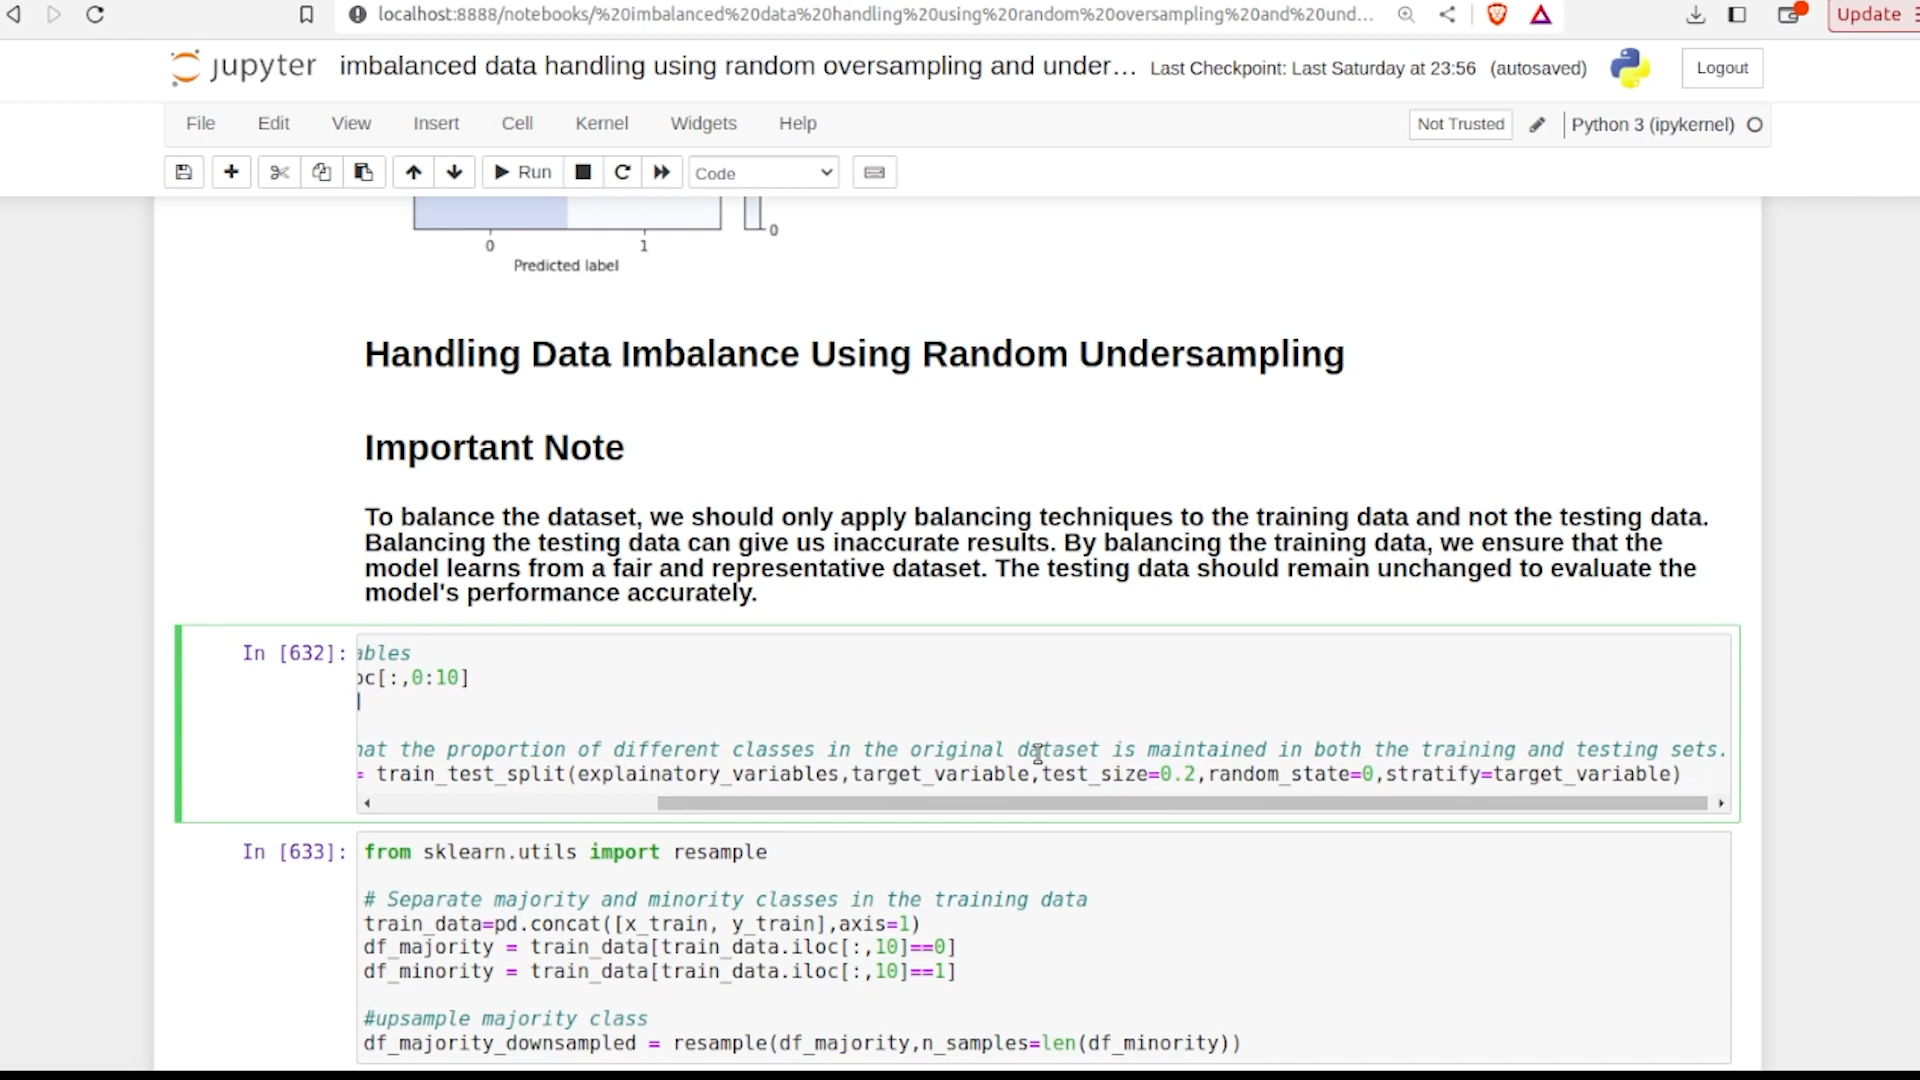 localhost:8888/notebooks/%20imbalanced%20data%20handling%20using%20random%20oversampling%20and%20und...
Update
jupyter imbalanced data handling using random oversampling and under... Last Checkpoint: Last Saturday at 23:56 (autosaved)
Logout
File Edit View Insert Cell Kernel Widgets Help
Not Trusted
Python 3 (ipykernel)
Run
Code
0
0 1
Predicted label
Handling Data Imbalance Using Random Undersampling
Important Note
To balance the dataset, we should only apply balancing techniques to the training data and not the testing data.
Balancing the testing data can give us inaccurate results. By balancing the training data, we ensure that the
model learns from a fair and representative dataset. The testing data should remain unchanged to evaluate the
model's performance accurately.
In [632]:
ables
oc[:,0:10]
]
hat the proportion of different classes in the original dataset is maintained in both the training and testing sets.
= train_test_split(explainatory_variables,target_variable,test_size=0.2,random_state=0,stratify=target_variable)
In [633]:
from sklearn.utils import resample
# Separate majority and minority classes in the training data
train_data=pd.concat([x_train, y_train],axis=1)
df_majority = train_data[train_data.iloc[:,10]==0]
df_minority = train_data[train_data.iloc[:,10]==1]
#upsample majority class
df_majority_downsampled = resample(df_majority,n_samples=len(df_minority))